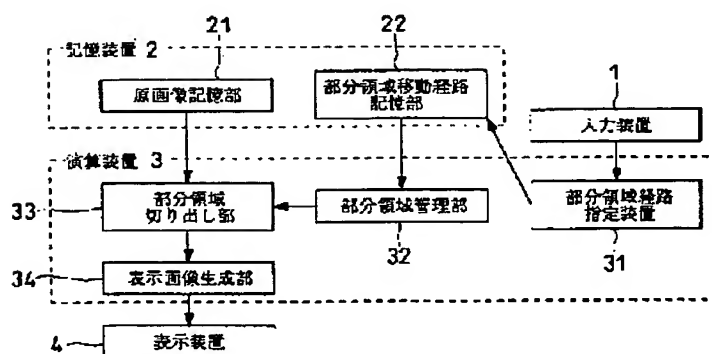 21
22
記憶装置 2
1
原画像記憶部
部分領域移動経路
記憶部
入力装置
演算装置 3
33
部分領域
切り出し部
部分領域管理部
部分領域経路
指定装置
32
31
34
表示画像生成部
4
表示装置